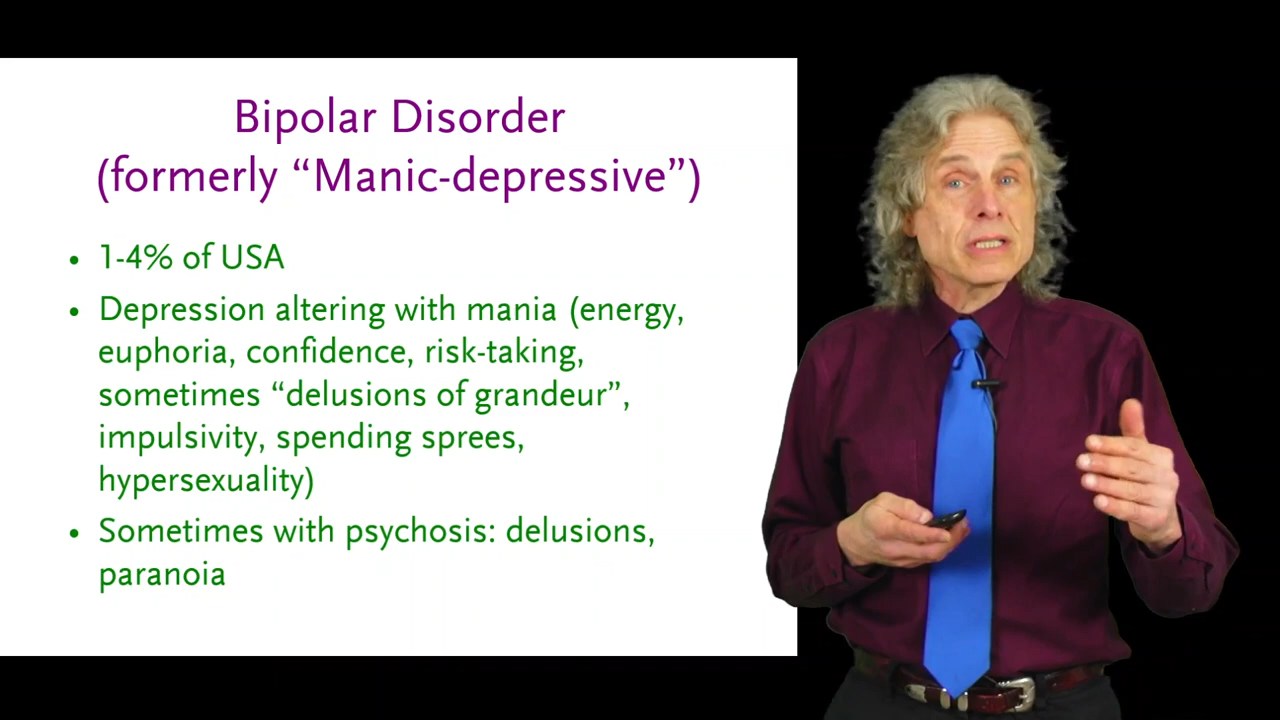 Bipolar Disorder
(formerly “Manic-depressive”)
• 1-4% of USA
• Depression altering with mania (energy,
euphoria, confidence, risk-taking,
sometimes “delusions of grandeur”,
impulsivity, spending sprees,
hypersexuality)
• Sometimes with psychosis: delusions,
paranoia